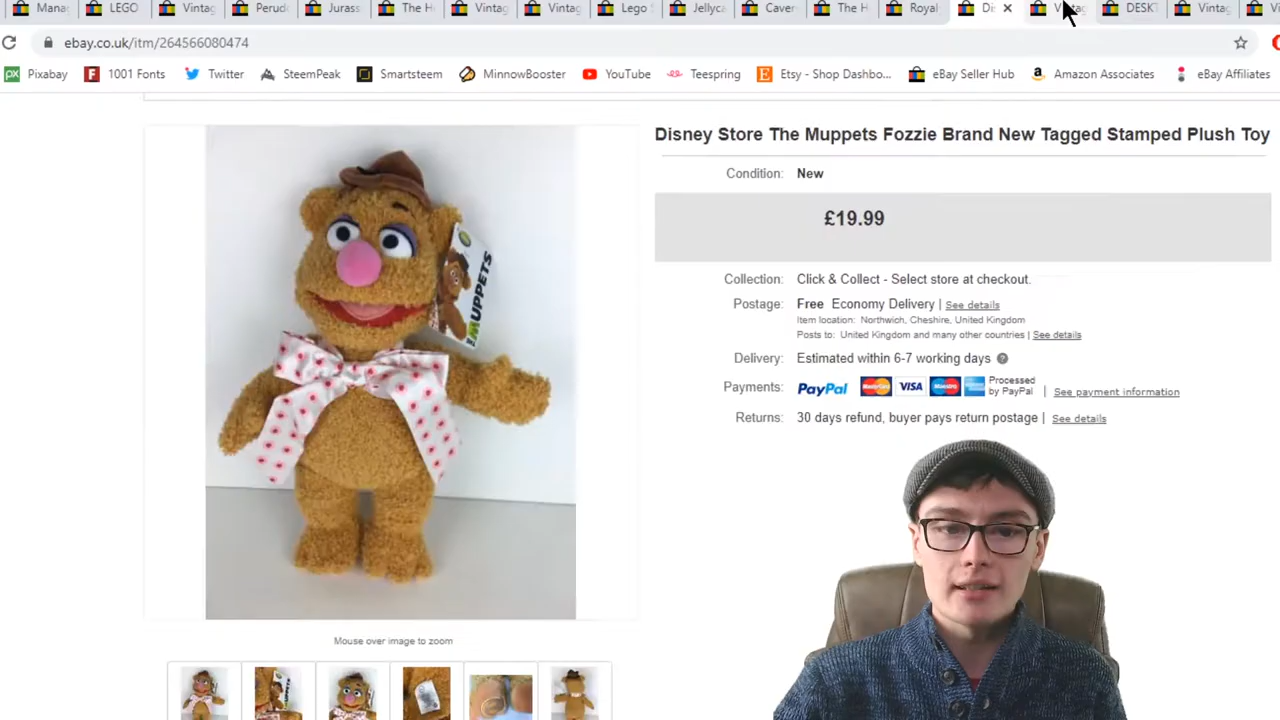 Mana
LEGO
Vintag
Perud
Jurass
The H
Vintag
Vintag
Lego S
Jellyca
Caver
The H
Royal
Di
DESKT
Vintag
ebay.co.uk/itm/264566080474
Pixabay
1001 Fonts
Twitter
SteemPeak
Smartsteem
MinnowBooster
YouTube
Teespring
Etsy - Shop Dashbo...
eBay Seller Hub
Amazon Associates
eBay Affiliates
Disney Store The Muppets Fozzie Brand New Tagged Stamped Plush Toy
Condition: New
£19.99
Collection: Click & Collect - Select store at checkout.
Postage: Free Economy Delivery | See details
Item location: Northwich, Cheshire, United Kingdom
Posts to: United Kingdom and many other countries | See details
Delivery: Estimated within 6-7 working days
Payments: PayPal MasterCard VISA Maestro Processed by PayPal | See payment information
Returns: 30 days refund, buyer pays return postage | See details
MUPPETS
Mouse over image to zoom